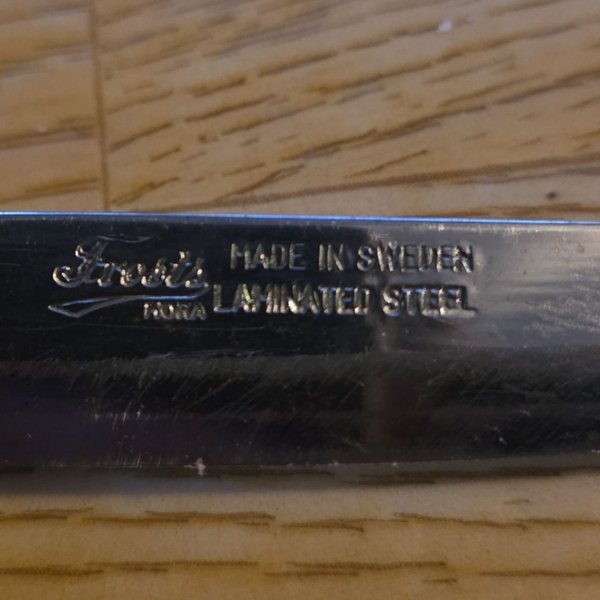 Frosts
MORA
MADE IN SWEDEN
LAMINATED STEEL